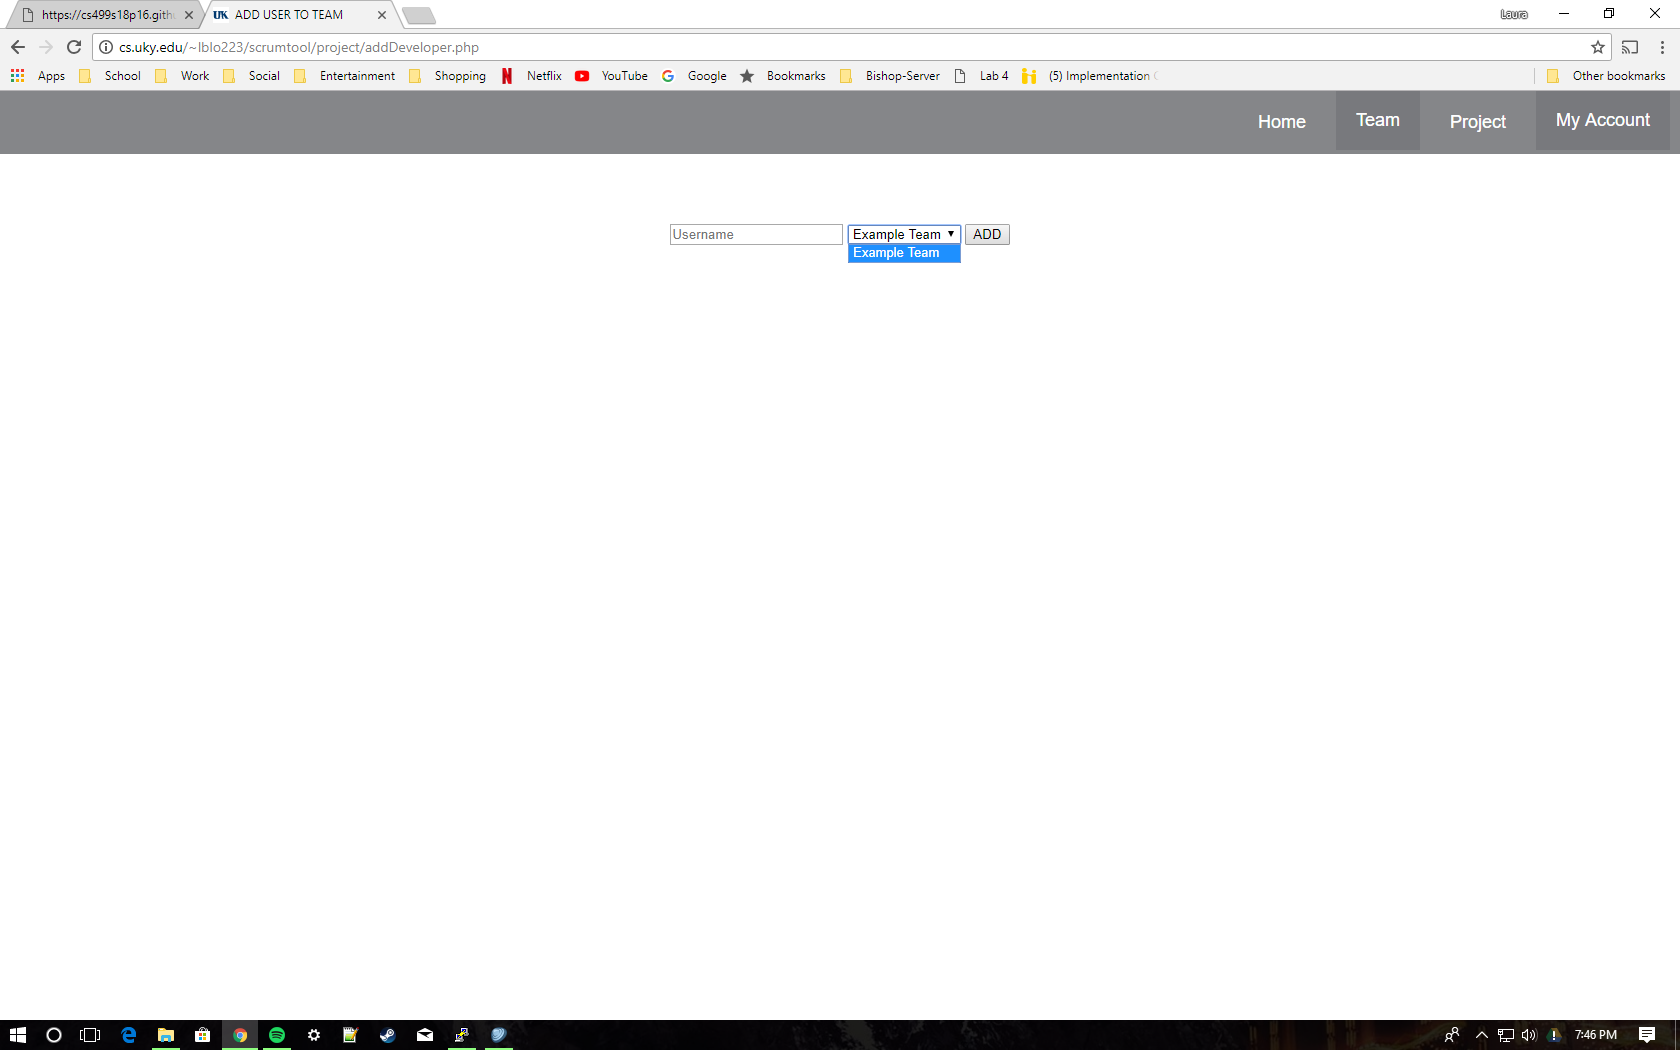 https://cs499s18p16.gith
UK ADD USER TO TEAM
Laura
cs.uky.edu/~lblo223/scrumtool/project/addDeveloper.php
Apps School Work Social Entertainment Shopping Netflix YouTube Google Bookmarks Bishop-Server Lab 4 (5) Implementation Other bookmarks
Home Team Project My Account
Username Example Team ADD
Example Team
7:46 PM